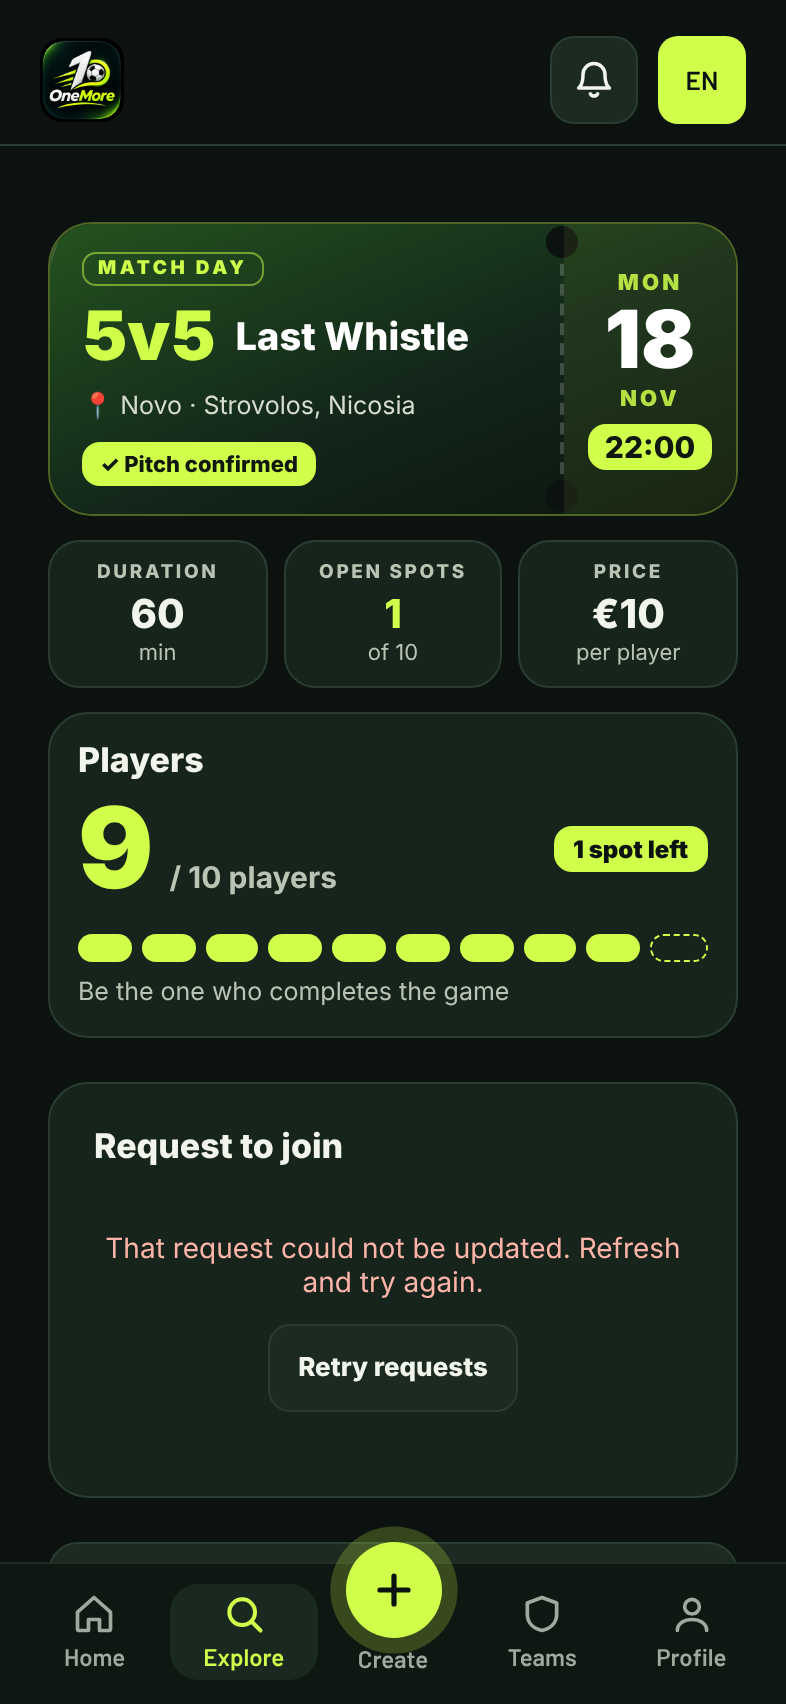 OneMore
EN
MATCH DAY
5v5 Last Whistle
📍 Novo · Strovolos, Nicosia
✓ Pitch confirmed
MON
18
NOV
22:00
DURATION
60
min
OPEN SPOTS
1
of 10
PRICE
€10
per player
Players
9 / 10 players
1 spot left
Be the one who completes the game
Request to join
That request could not be updated. Refresh
and try again.
Retry requests
Home
Explore
Create
Teams
Profile